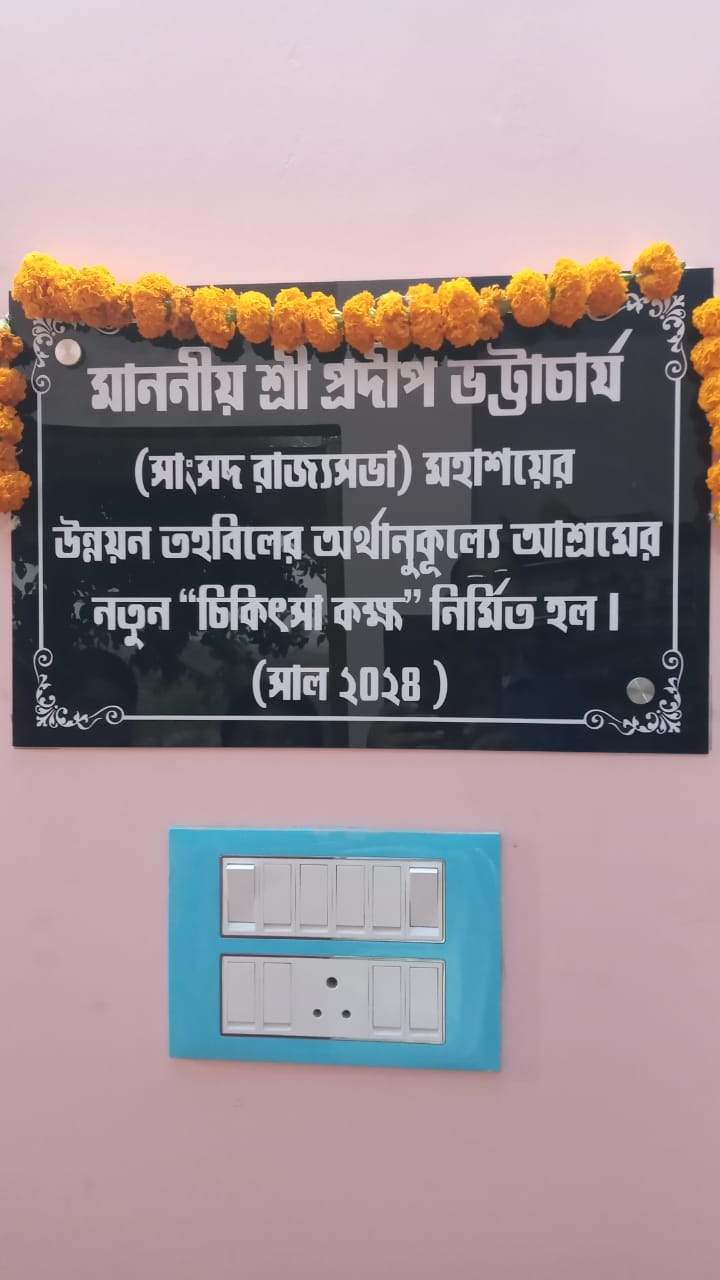 মাননীয় শ্রী প্রদীপ ভট্টাচার্য
(সাংসদ রাজ্যসভা) মহাশয়ের
উন্নয়ন তহবিলের অর্থানুকূল্যে আশ্রমের
নতুন “চিকিৎসা কক্ষ” নির্মিত হল।
(সাল ২০২৪ )